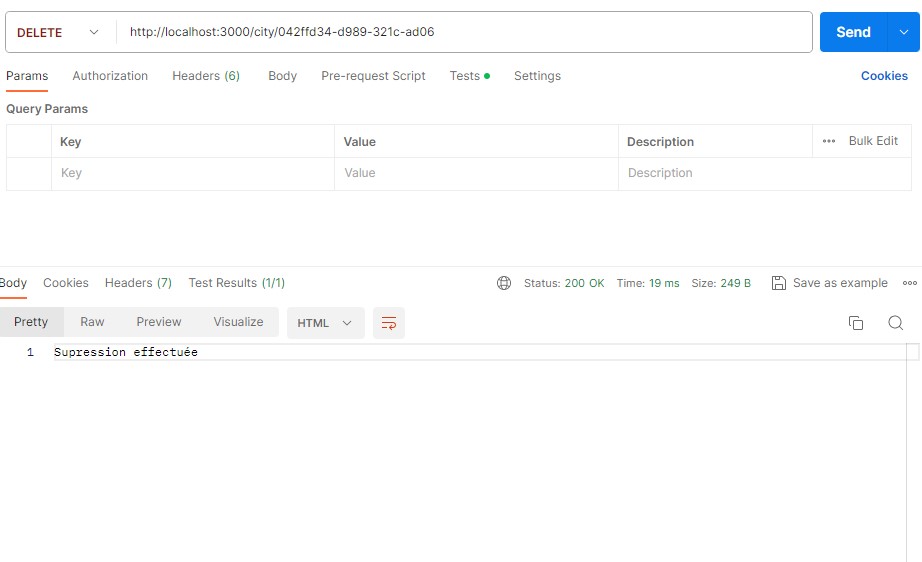 DELETE http://localhost:3000/city/042ffd34-d989-321c-ad06 Send
Params Authorization Headers (6) Body Pre-request Script Tests Settings Cookies
Query Params
Key Value Description Bulk Edit
Key Value Description
Body Cookies Headers (7) Test Results (1/1) Status: 200 OK Time: 19 ms Size: 249 B Save as example
Pretty Raw Preview Visualize HTML
1 Supression effectuée